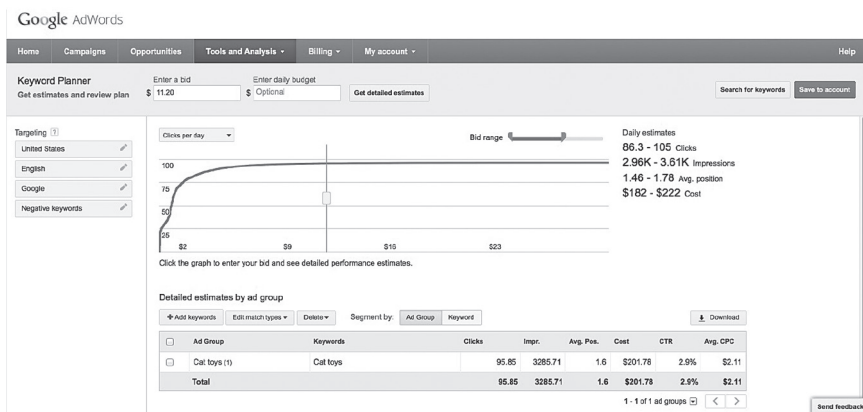 Google AdWords
Home Campaigns Opportunities Tools and Analysis Billing My account Help
Keyword Planner
Get estimates and review plan
Enter a bid
$ 11.20
Enter daily budget
$ Optional
Get detailed estimates
Search for keywords
Save to account
Targeting ?
United States
English
Google
Negative keywords
Clicks per day
Bid range
100
75
50
25
$2 $9 $16 $23
Click the graph to enter your bid and see detailed performance estimates.
Daily estimates
86.3 - 105 Clicks
2.96K - 3.61K Impressions
1.46 - 1.78 Avg. position
$182 - $222 Cost
Detailed estimates by ad group
+ Add keywords Edit match types Delete Segment by: Ad Group Keyword Download
Ad Group Keywords Clicks Impr. Avg. Pos. Cost CTR Avg. CPC
Cat toys (1) Cat toys 95.85 3285.71 1.6 $201.78 2.9% $2.11
Total 95.85 3285.71 1.6 $201.78 2.9% $2.11
1 - 1 of 1 ad groups
Send feedback